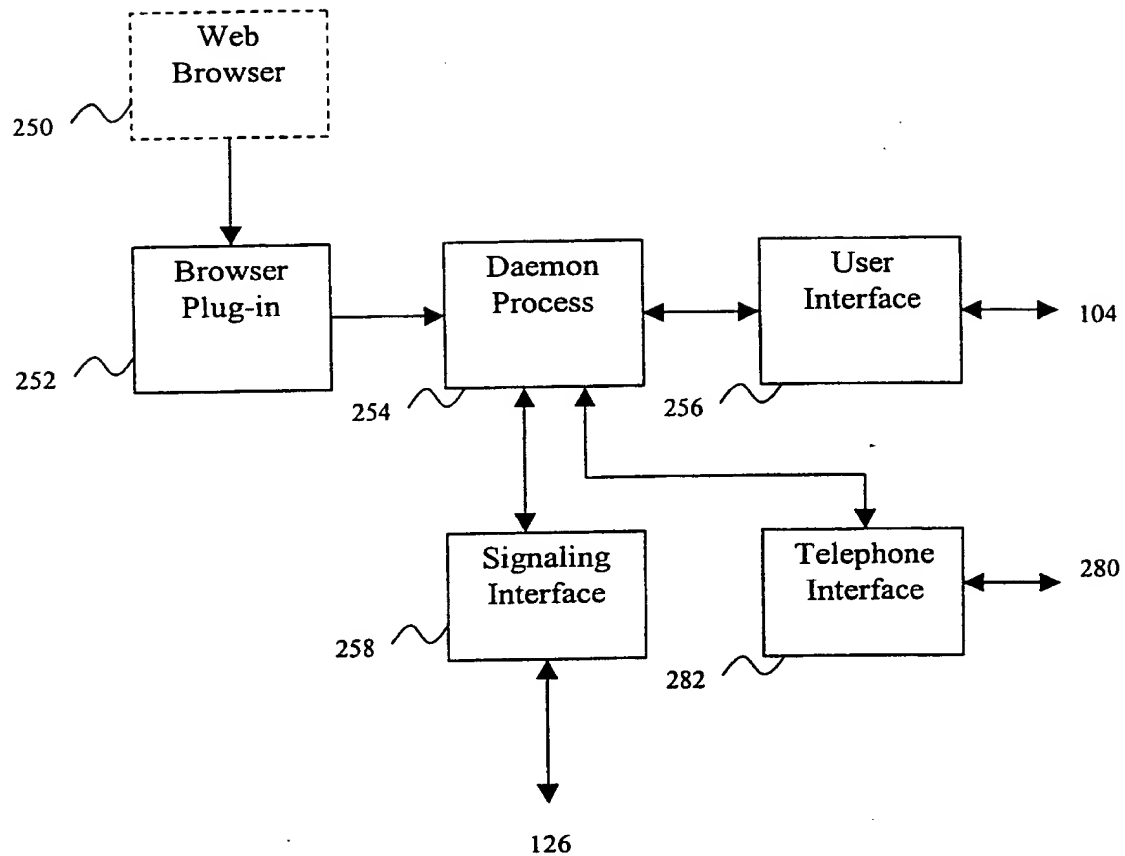 Web
Browser
250
Browser
Plug-in
252
Daemon
Process
254
User
Interface
256
104
Signaling
Interface
258
Telephone
Interface
282
280
126